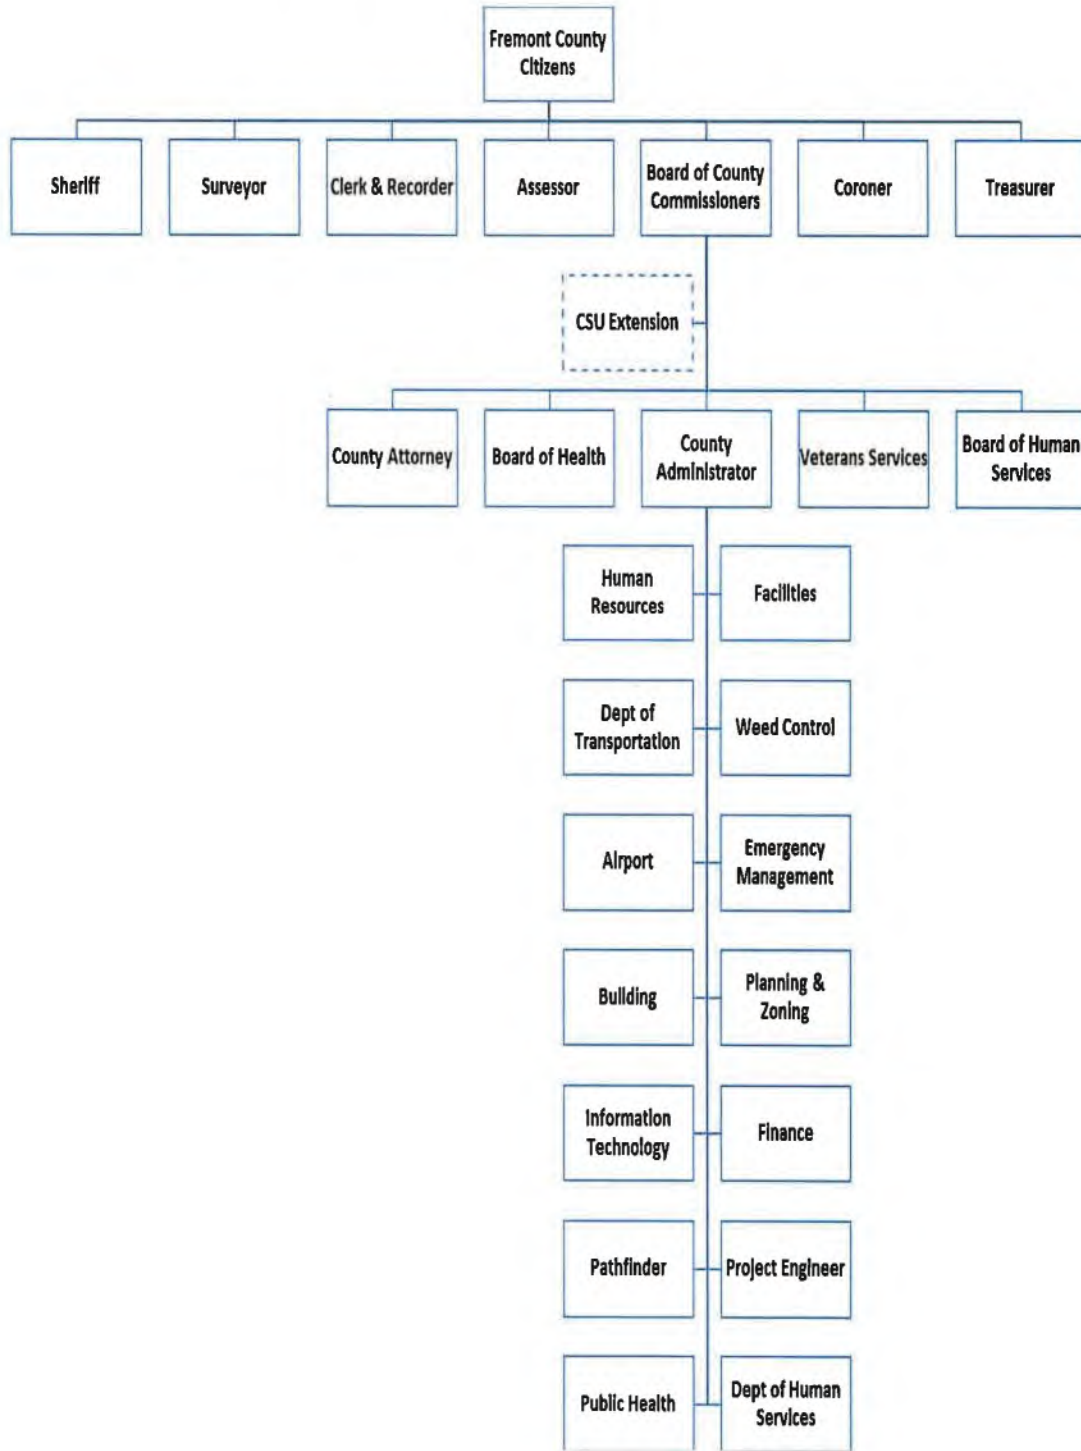 Fremont County
Citizens
Sheriff
Surveyor
Clerk & Recorder
Assessor
Board of County
Commissioners
Coroner
Treasurer
CSU Extension
County Attorney
Board of Health
County
Administrator
Veterans Services
Board of Human
Services
Human
Resources
Facilities
Dept of
Transportation
Weed Control
Airport
Emergency
Management
Building
Planning &
Zoning
Information
Technology
Finance
Pathfinder
Project Engineer
Public Health
Dept of Human
Services